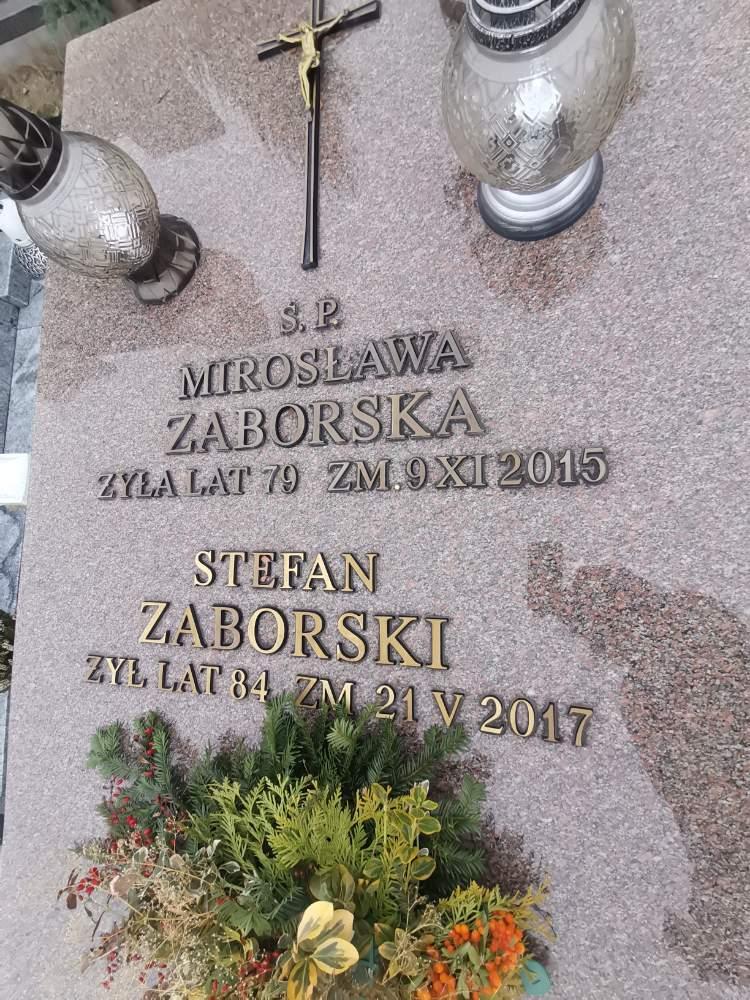 Ś. P.
MIROSŁAWA
ZABORSKA
ŻYŁA LAT 79 ZM. 9 XI 2015
STEFAN
ZABORSKI
ŻYŁ LAT 84 ZM 21 V 2017